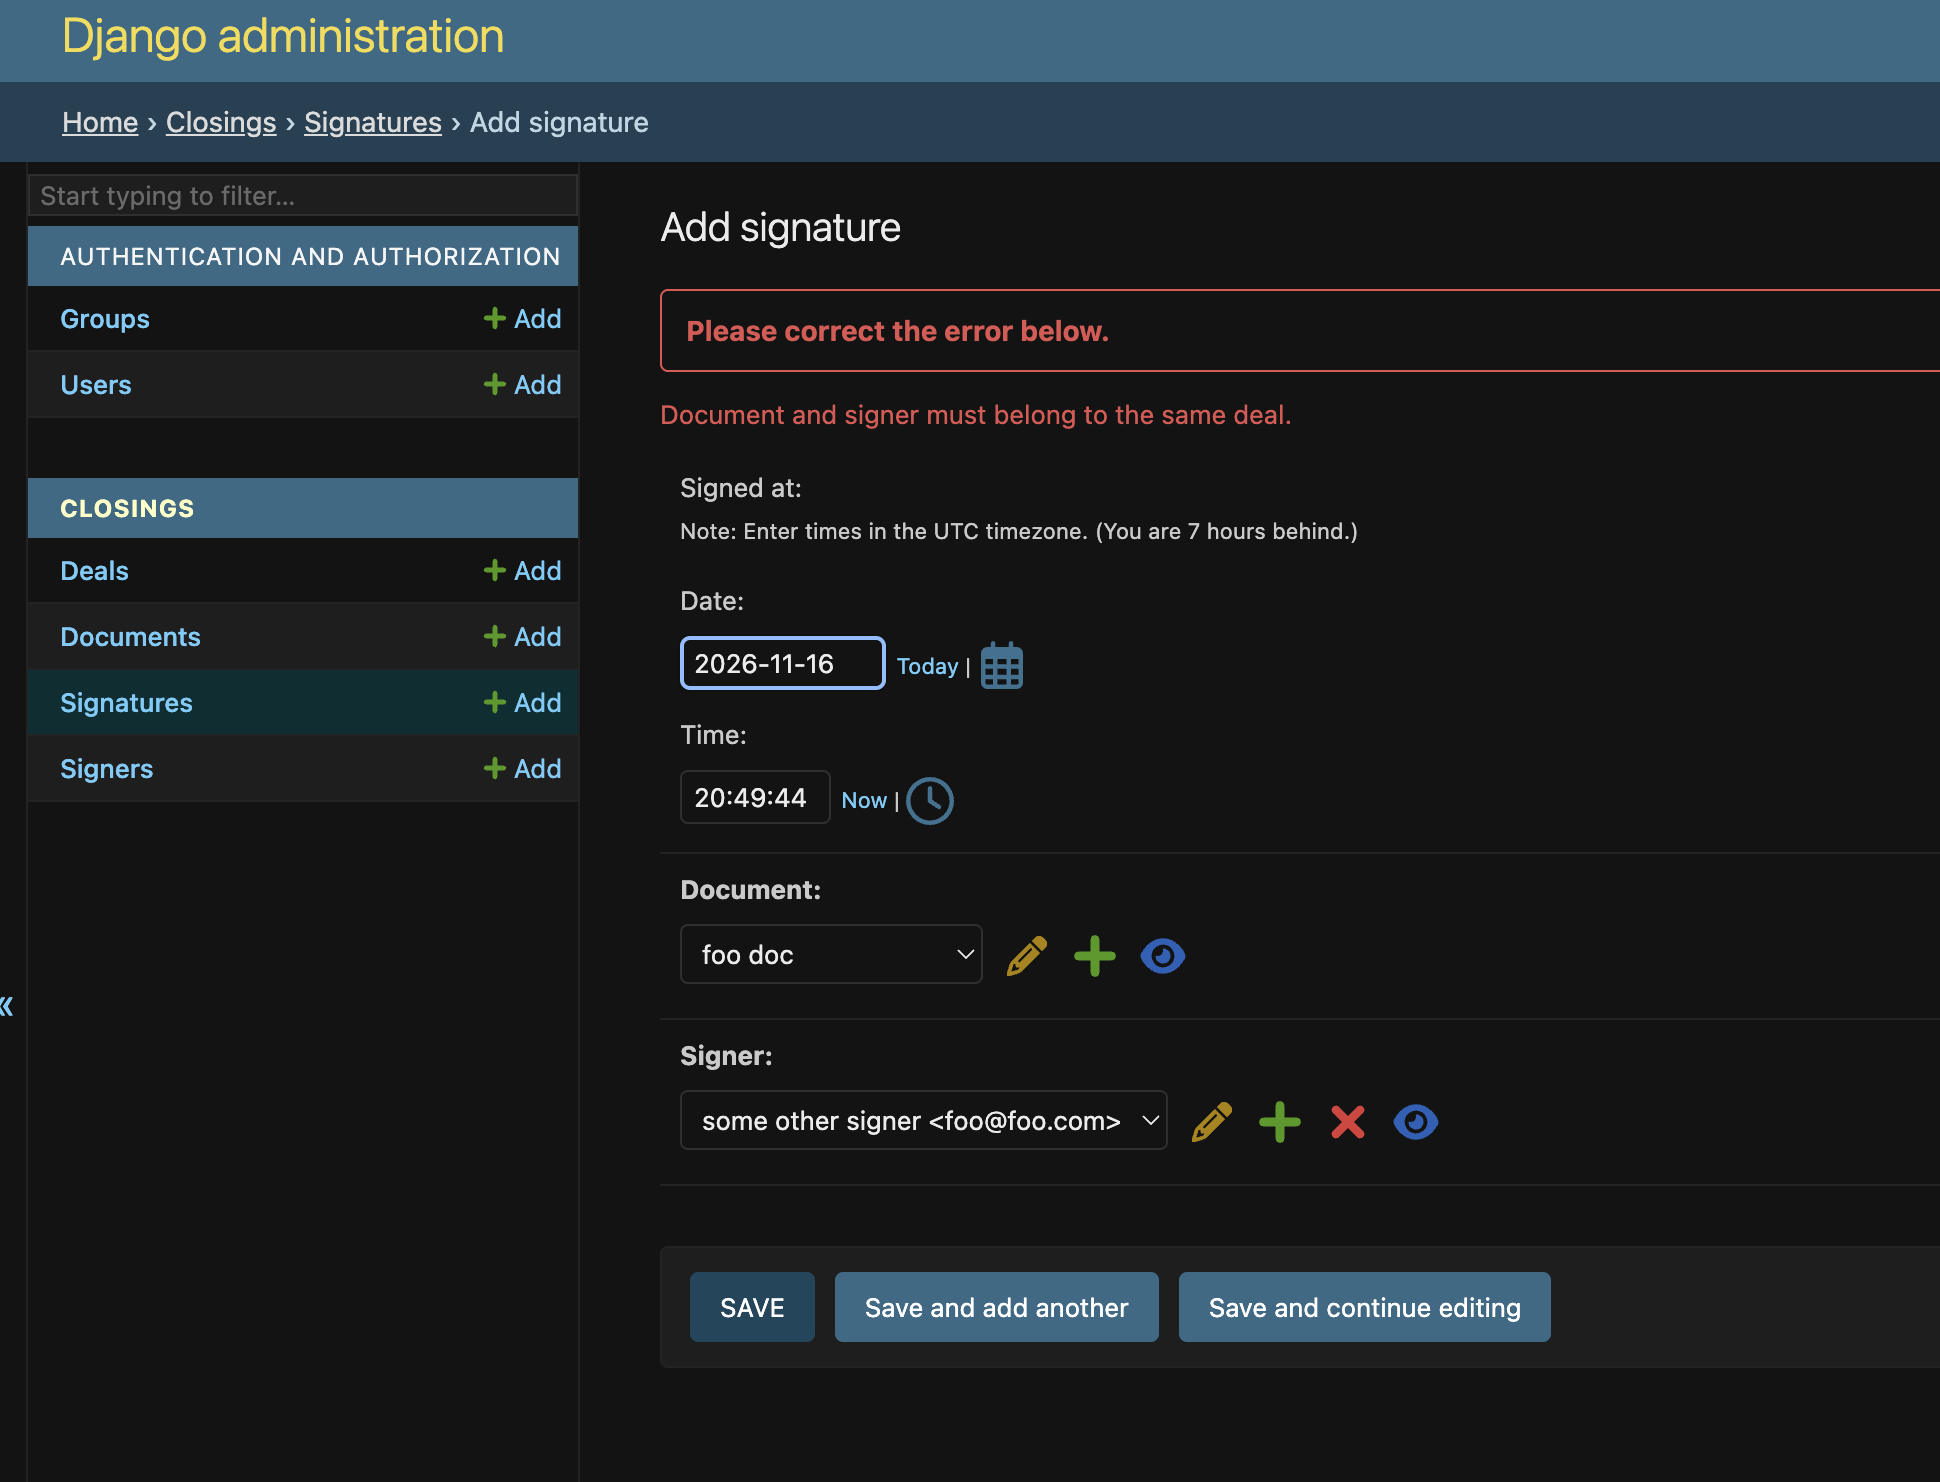 Django administration
Home › Closings › Signatures › Add signature
Start typing to filter...
AUTHENTICATION AND AUTHORIZATION
Groups + Add
Users + Add
CLOSINGS
Deals + Add
Documents + Add
Signatures + Add
Signers + Add
«
Add signature
Please correct the error below.
Document and signer must belong to the same deal.
Signed at:
Note: Enter times in the UTC timezone. (You are 7 hours behind.)
Date:
2026-11-16 Today |
Time:
20:49:44 Now |
Document:
foo doc
Signer:
some other signer <foo@foo.com>
SAVE Save and add another Save and continue editing